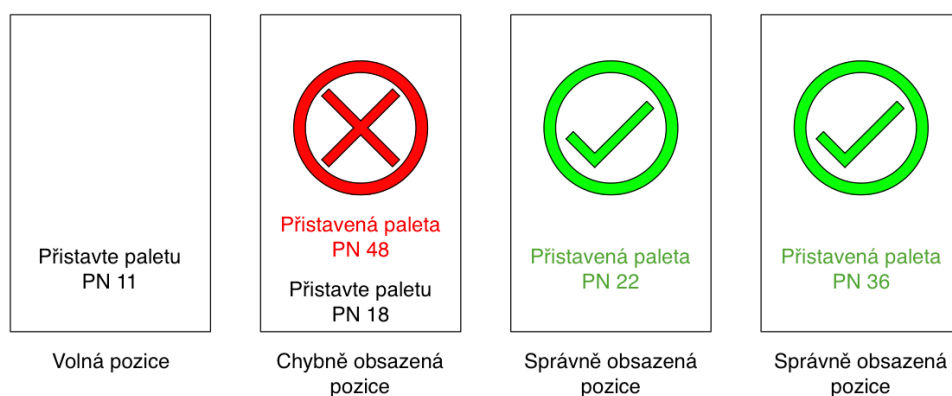 Přistavte paletu
PN 11
Volná pozice
Přistavená paleta
PN 48
Přistavte paletu
PN 18
Chybně obsazená
pozice
Přistavená paleta
PN 22
Správně obsazená
pozice
Přistavená paleta
PN 36
Správně obsazená
pozice